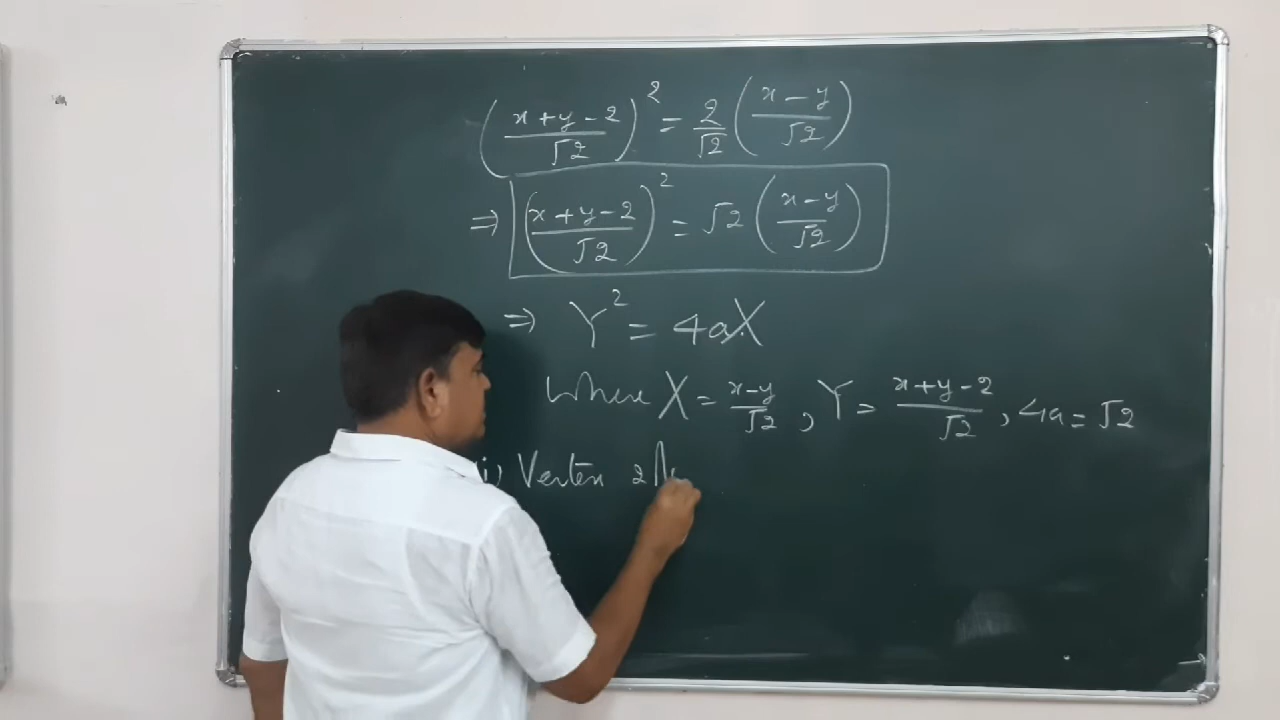 ((x+y-2)/√2)² = 2/√2 ((x-y)/√2)
⇒ ((x+y-2)/√2)² = √2 ((x-y)/√2)
⇒ Y² = 4aX
where X = (x-y)/√2, Y = (x+y-2)/√2, 4a = √2
i) Vertex